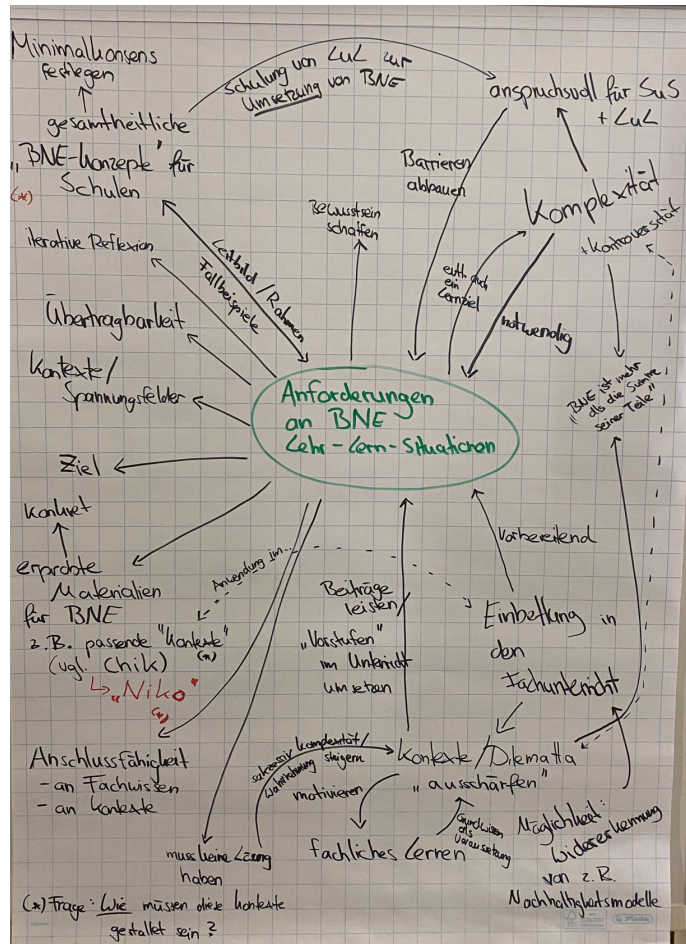 Minimalkonsens
festlegen
gesamtheitliche
„BNE-Konzepte" für
Schulen
(*)
Schulung von LuL zur
Umsetzung von BNE
anspruchsvoll für SuS
+ LuL
Barrieren
abbauen
Komplexität
+ Kontroversität
Bewusstsein
schaffen
evtl. auch
ein
Lernziel
notwendig
iterative Reflexion
Leitbild / Rahmen
Fallbeispiele
Übertragbarkeit
Kontexte/
Spannungsfelder
Anforderungen
an BNE
Lehr-Lern-Situationen
„BNE ist mehr
als die Summe
seiner Teile"
Ziel
konkret
erprobte
Materialien
für BNE
z.B. passende "Kontexte"
(*)
(vgl. Chik)
↳ „Niko"
(*)
Anwendung im...
Vorbereitend
Beiträge
leisten/
„Vorstufen"
im Unterricht
umsetzen
Einbettung in
den
Fachunterricht
Anschlussfähigkeit
- an Fachwissen
- an Kontexte
sukzessiv Komplexität/
Wahrnehmung steigern
motivieren
Kontexte/Dilematta
„ausschärfen"
fachliches Lernen
Grundwissen
als
Voraussetzung
Möglichkeit:
Widererkennung
von z.B.
Nachhaltigkeitsmodelle
muss keine Lösung
haben
(*) Frage: Wie müssen diese Kontexte
gestaltet sein?